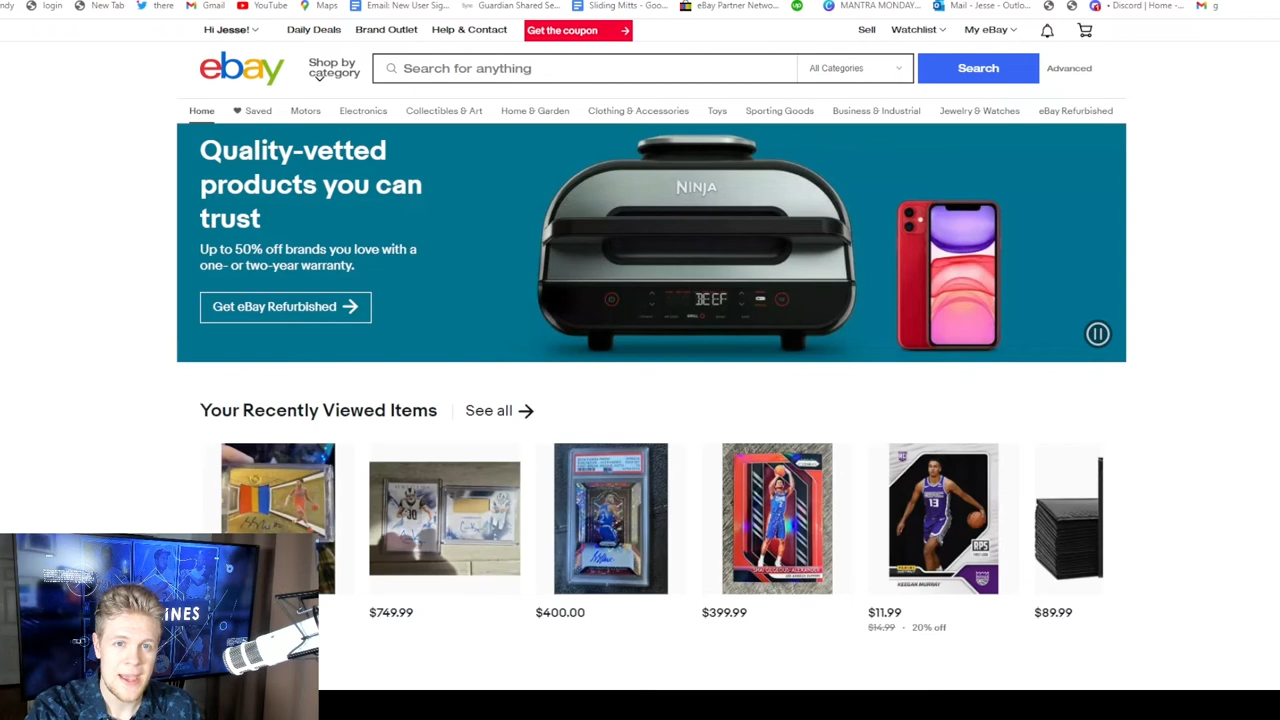 login
New Tab
there
Gmail
YouTube
Maps
Email: New User Sig...
Guardian Shared Se...
Sliding Mitts - Goo...
eBay Partner Netwo...
MANTRA MONDAY...
Mail - Jesse - Outlo...
• Discord | Home - ...
g
Hi Jesse!
Daily Deals
Brand Outlet
Help & Contact
Get the coupon
Sell
Watchlist
My eBay
ebay
Shop by
category
Search for anything
All Categories
Search
Advanced
Home
Saved
Motors
Electronics
Collectibles & Art
Home & Garden
Clothing & Accessories
Toys
Sporting Goods
Business & Industrial
Jewelry & Watches
eBay Refurbished
Quality-vetted
products you can
trust
Up to 50% off brands you love with a
one- or two-year warranty.
Get eBay Refurbished
NINJA
BEEF
Your Recently Viewed Items
See all
13
RPS
KEEGAN MURRAY
$749.99
$400.00
$399.99
$11.99
$14.99 · 20% off
$89.99
INES